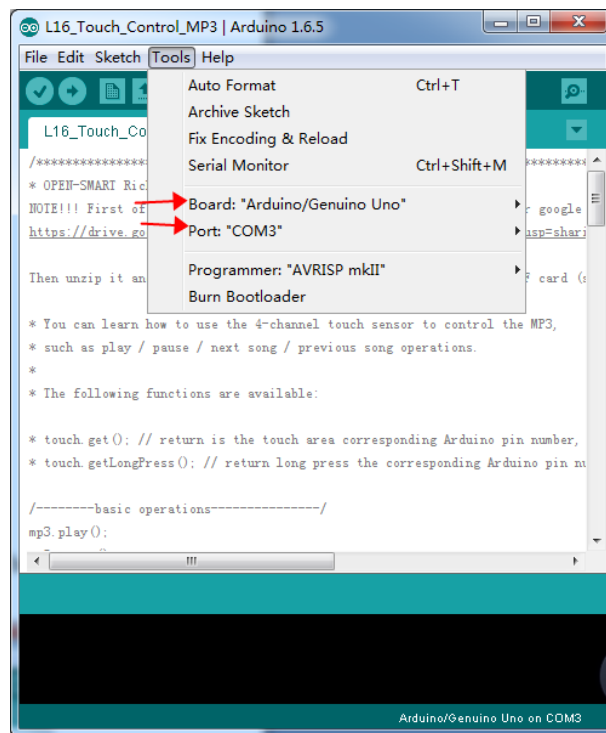 L16_Touch_Control_MP3 | Arduino 1.6.5
File Edit Sketch Tools Help
Auto Format Ctrl+T
Archive Sketch
L16_Touch_Co
Fix Encoding & Reload
Serial Monitor Ctrl+Shift+M
/****************
* OPEN-SMART Ric
Board: "Arduino/Genuino Uno"
NOTE!!! First of r google
Port: "COM3"
https://drive.go usp=shari
Programmer: "AVRISP mkII"
Then unzip it an F card (s
Burn Bootloader
* You can learn how to use the 4-channel touch sensor to control the MP3,
* such as play / pause / next song / previous song operations.
*
* The following functions are available:
* touch.get(); // return is the touch area corresponding Arduino pin number,
* touch.getLongPress(); // return long press the corresponding Arduino pin nu
/--------basic operations---------------/
mp3.play();
Arduino/Genuino Uno on COM3